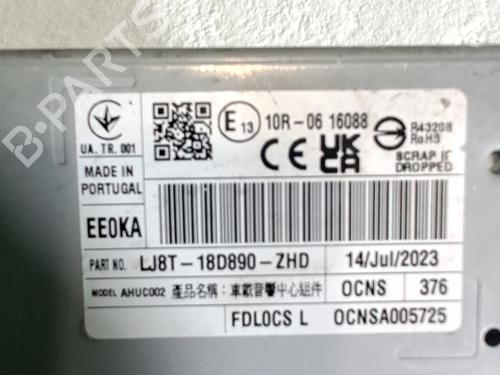 E13 10R-06 16088
R43208
RoHS
UA.TR.001
CE UK CA
SCRAP IF
DROPPED
MADE IN
PORTUGAL
EE0KA
PART NO. LJ8T-18D890-ZHD 14/Jul/2023
MODEL AHUC002 產品名稱：車載音響中心組件 OCNS 376
FDLOCS L OCNSA005725
B-PARTS